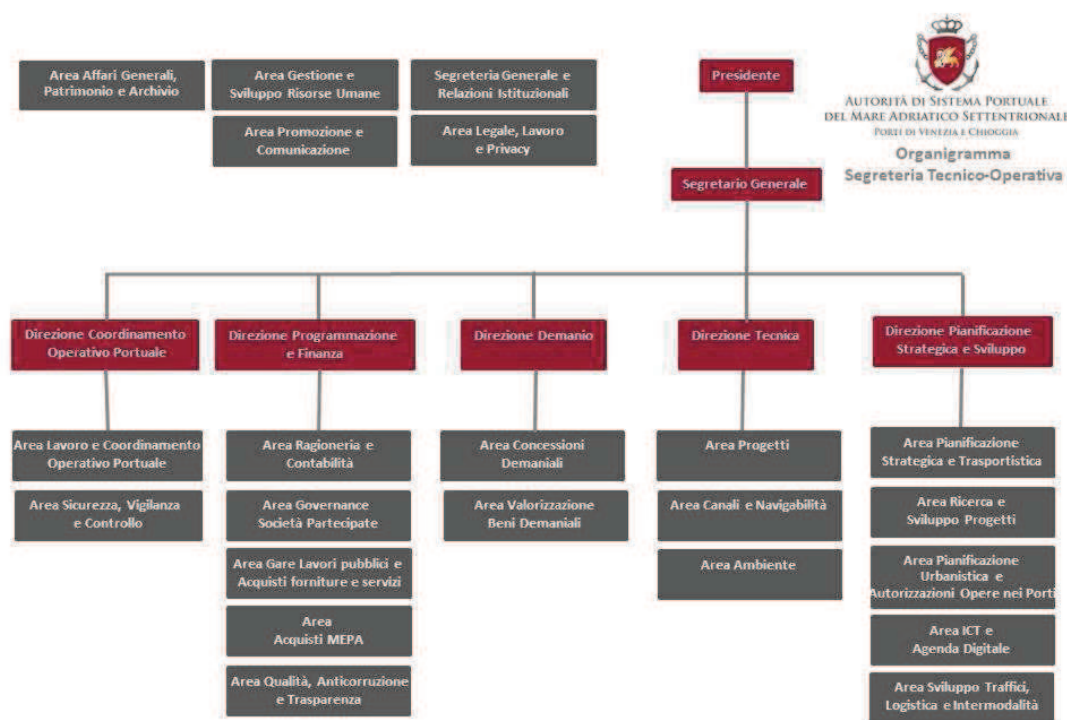 Area Affari Generali,
Patrimonio e Archivio
Area Gestione e
Sviluppo Risorse Umane
Segreteria Generale e
Relazioni Istituzionali
Area Promozione e
Comunicazione
Area Legale, Lavoro
e Privacy
Presidente
AUTORITÀ DI SISTEMA PORTUALE
DEL MARE ADRIATICO SETTENTRIONALE
PORTI DI VENEZIA E CHIOGGIA
Organigramma
Segreteria Tecnico-Operativa
Segretario Generale
Direzione Coordinamento
Operativo Portuale
Direzione Programmazione
e Finanza
Direzione Demanio
Direzione Tecnica
Direzione Pianificazione
Strategica e Sviluppo
Area Lavoro e Coordinamento
Operativo Portuale
Area Sicurezza, Vigilanza
e Controllo
Area Ragioneria e
Contabilità
Area Governance
Società Partecipate
Area Gare Lavori pubblici e
Acquisti forniture e servizi
Area
Acquisti MEPA
Area Qualità, Anticorruzione
e Trasparenza
Area Concessioni
Demaniali
Area Valorizzazione
Beni Demaniali
Area Progetti
Area Canali e Navigabilità
Area Ambiente
Area Pianificazione
Strategica e Trasportistica
Area Ricerca e
Sviluppo Progetti
Area Pianificazione
Urbanistica e
Autorizzazioni Opere nei Porti
Area ICT e
Agenda Digitale
Area Sviluppo Traffici,
Logistica e Intermodalità